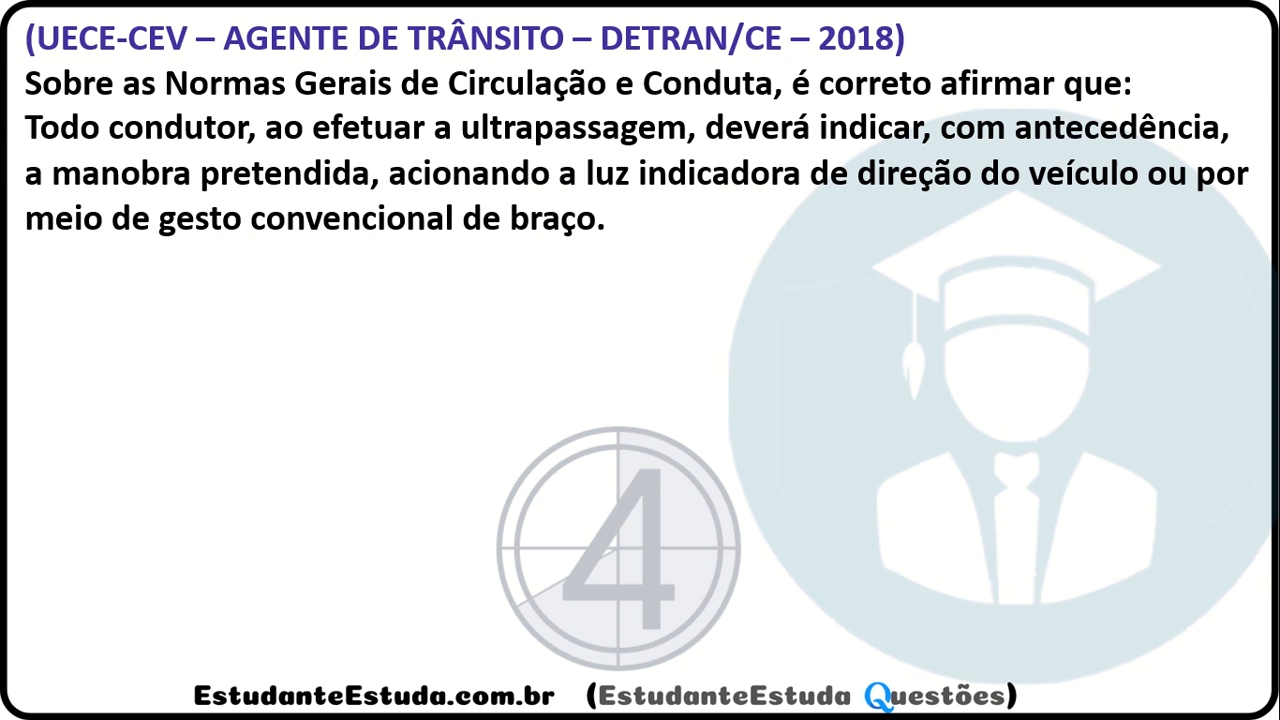 (UECE-CEV – AGENTE DE TRÂNSITO – DETRAN/CE – 2018)
Sobre as Normas Gerais de Circulação e Conduta, é correto afirmar que:
Todo condutor, ao efetuar a ultrapassagem, deverá indicar, com antecedência,
a manobra pretendida, acionando a luz indicadora de direção do veículo ou por
meio de gesto convencional de braço.
4
EstudanteEstuda.com.br (EstudanteEstuda Questões)